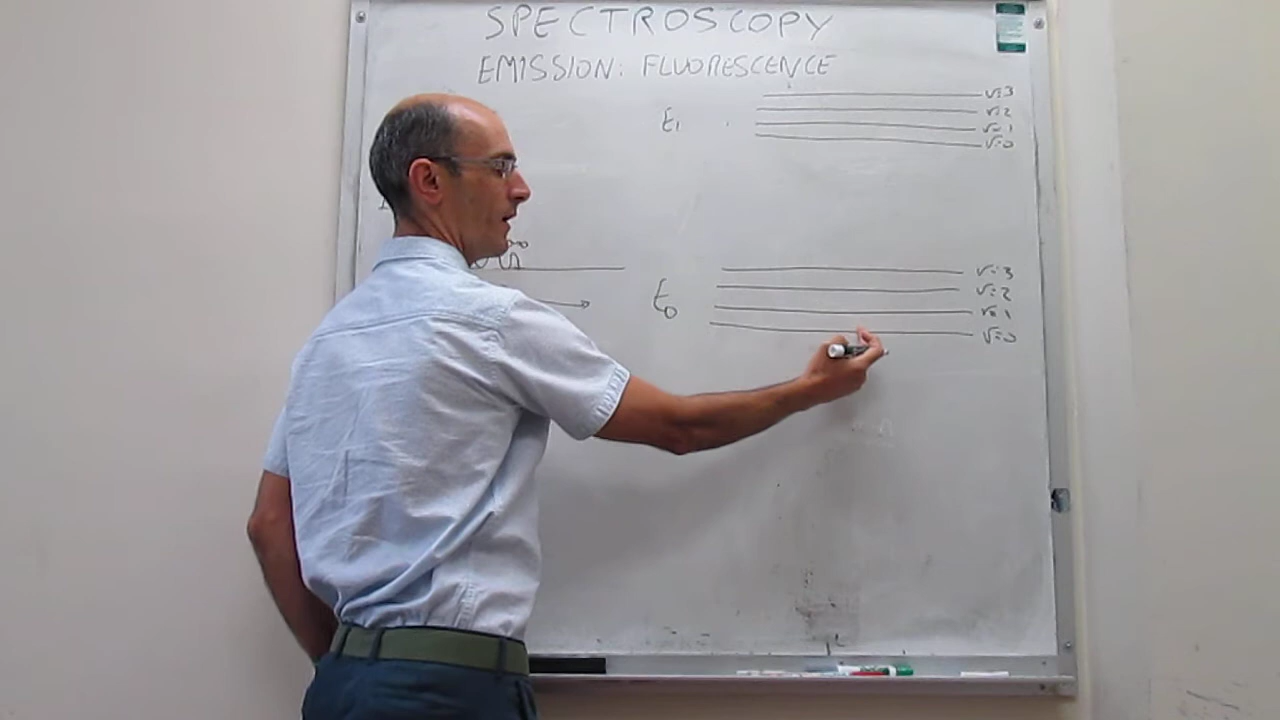 SPECTROSCOPY
EMISSION: FLUORESCENCE
E₁
v=3
v=2
v=1
v=0
E₀
v=3
v=2
v=1
v=0